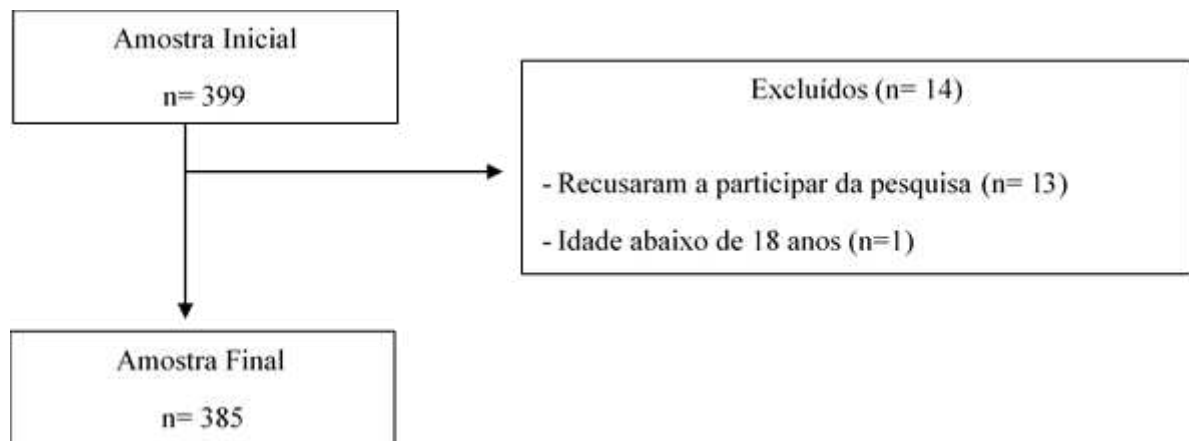 Amostra Inicial
n= 399
Excluídos (n= 14)
- Recusaram a participar da pesquisa (n= 13)
- Idade abaixo de 18 anos (n=1)
Amostra Final
n= 385